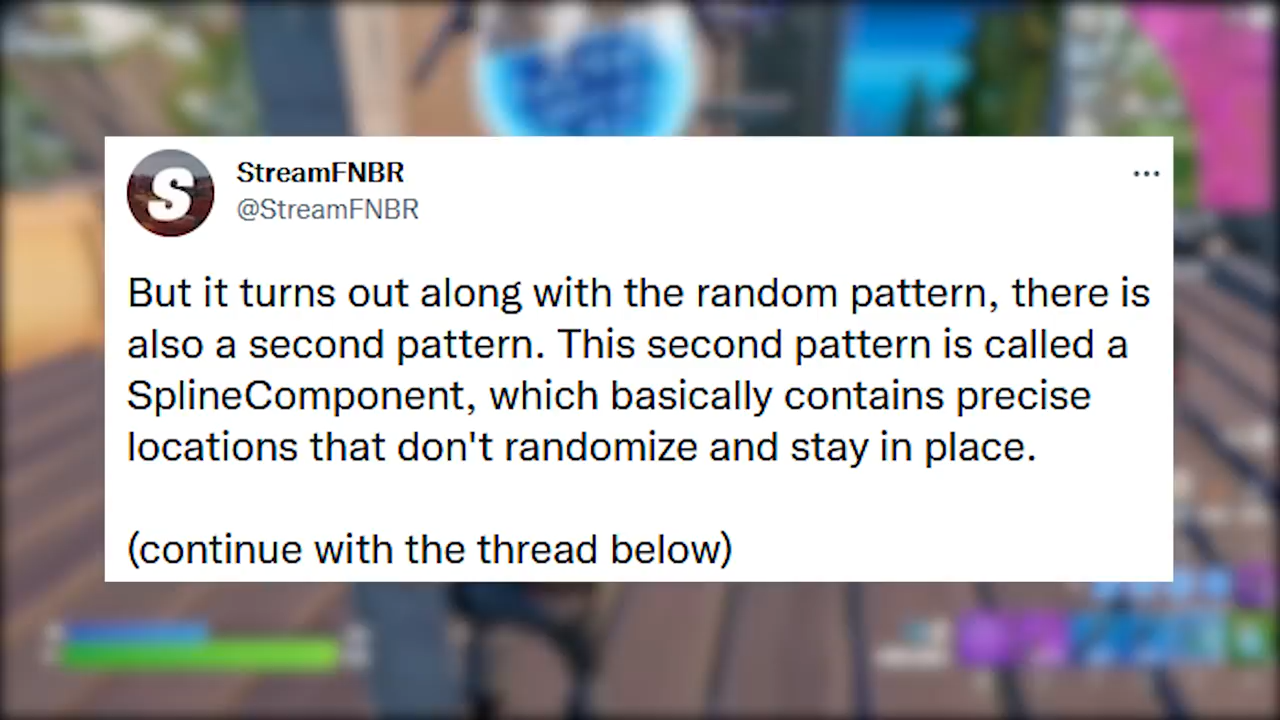 S
StreamFNBR
@StreamFNBR
But it turns out along with the random pattern, there is
also a second pattern. This second pattern is called a
SplineComponent, which basically contains precise
locations that don't randomize and stay in place.
(continue with the thread below)